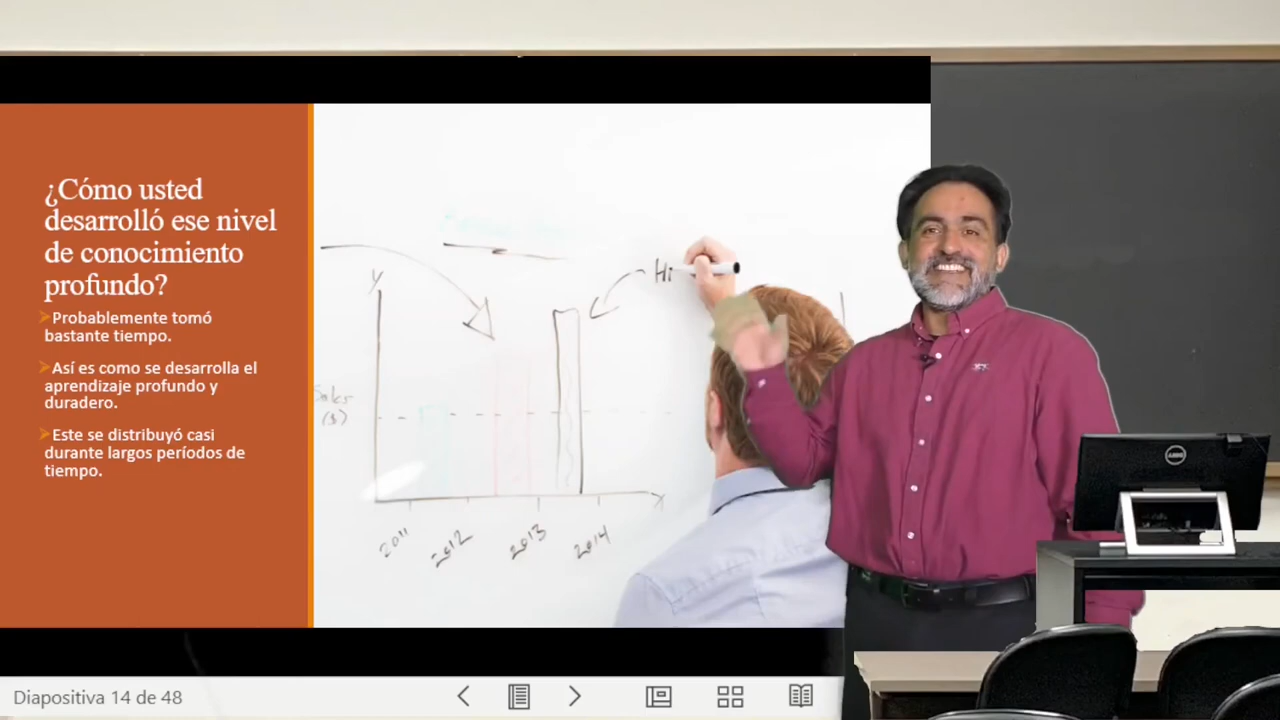 ¿Cómo usted
desarrolló ese nivel
de conocimiento
profundo?
Probablemente tomó
bastante tiempo.
Así es como se desarrolla el
aprendizaje profundo y
duradero.
Este se distribuyó casi
durante largos períodos de
tiempo.
Y
Hi
Sales
($)
X
2011
2012
2013
2014
DELL
Diapositiva 14 de 48